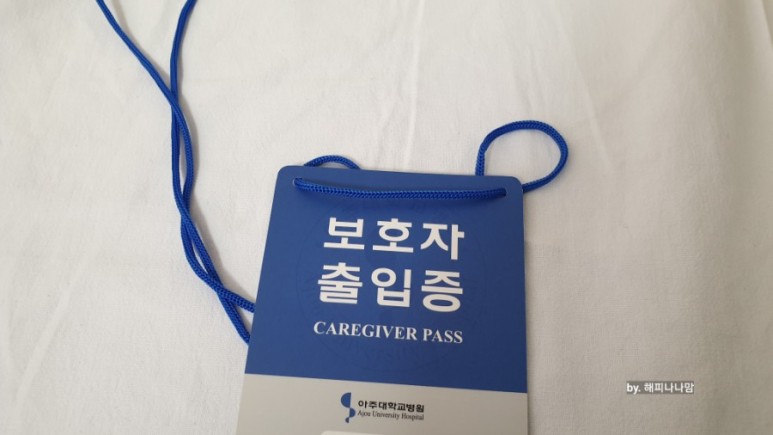 보호자
출입증
CAREGIVER PASS
아주대학교병원
Ajou University Hospital
by. 해피나나맘